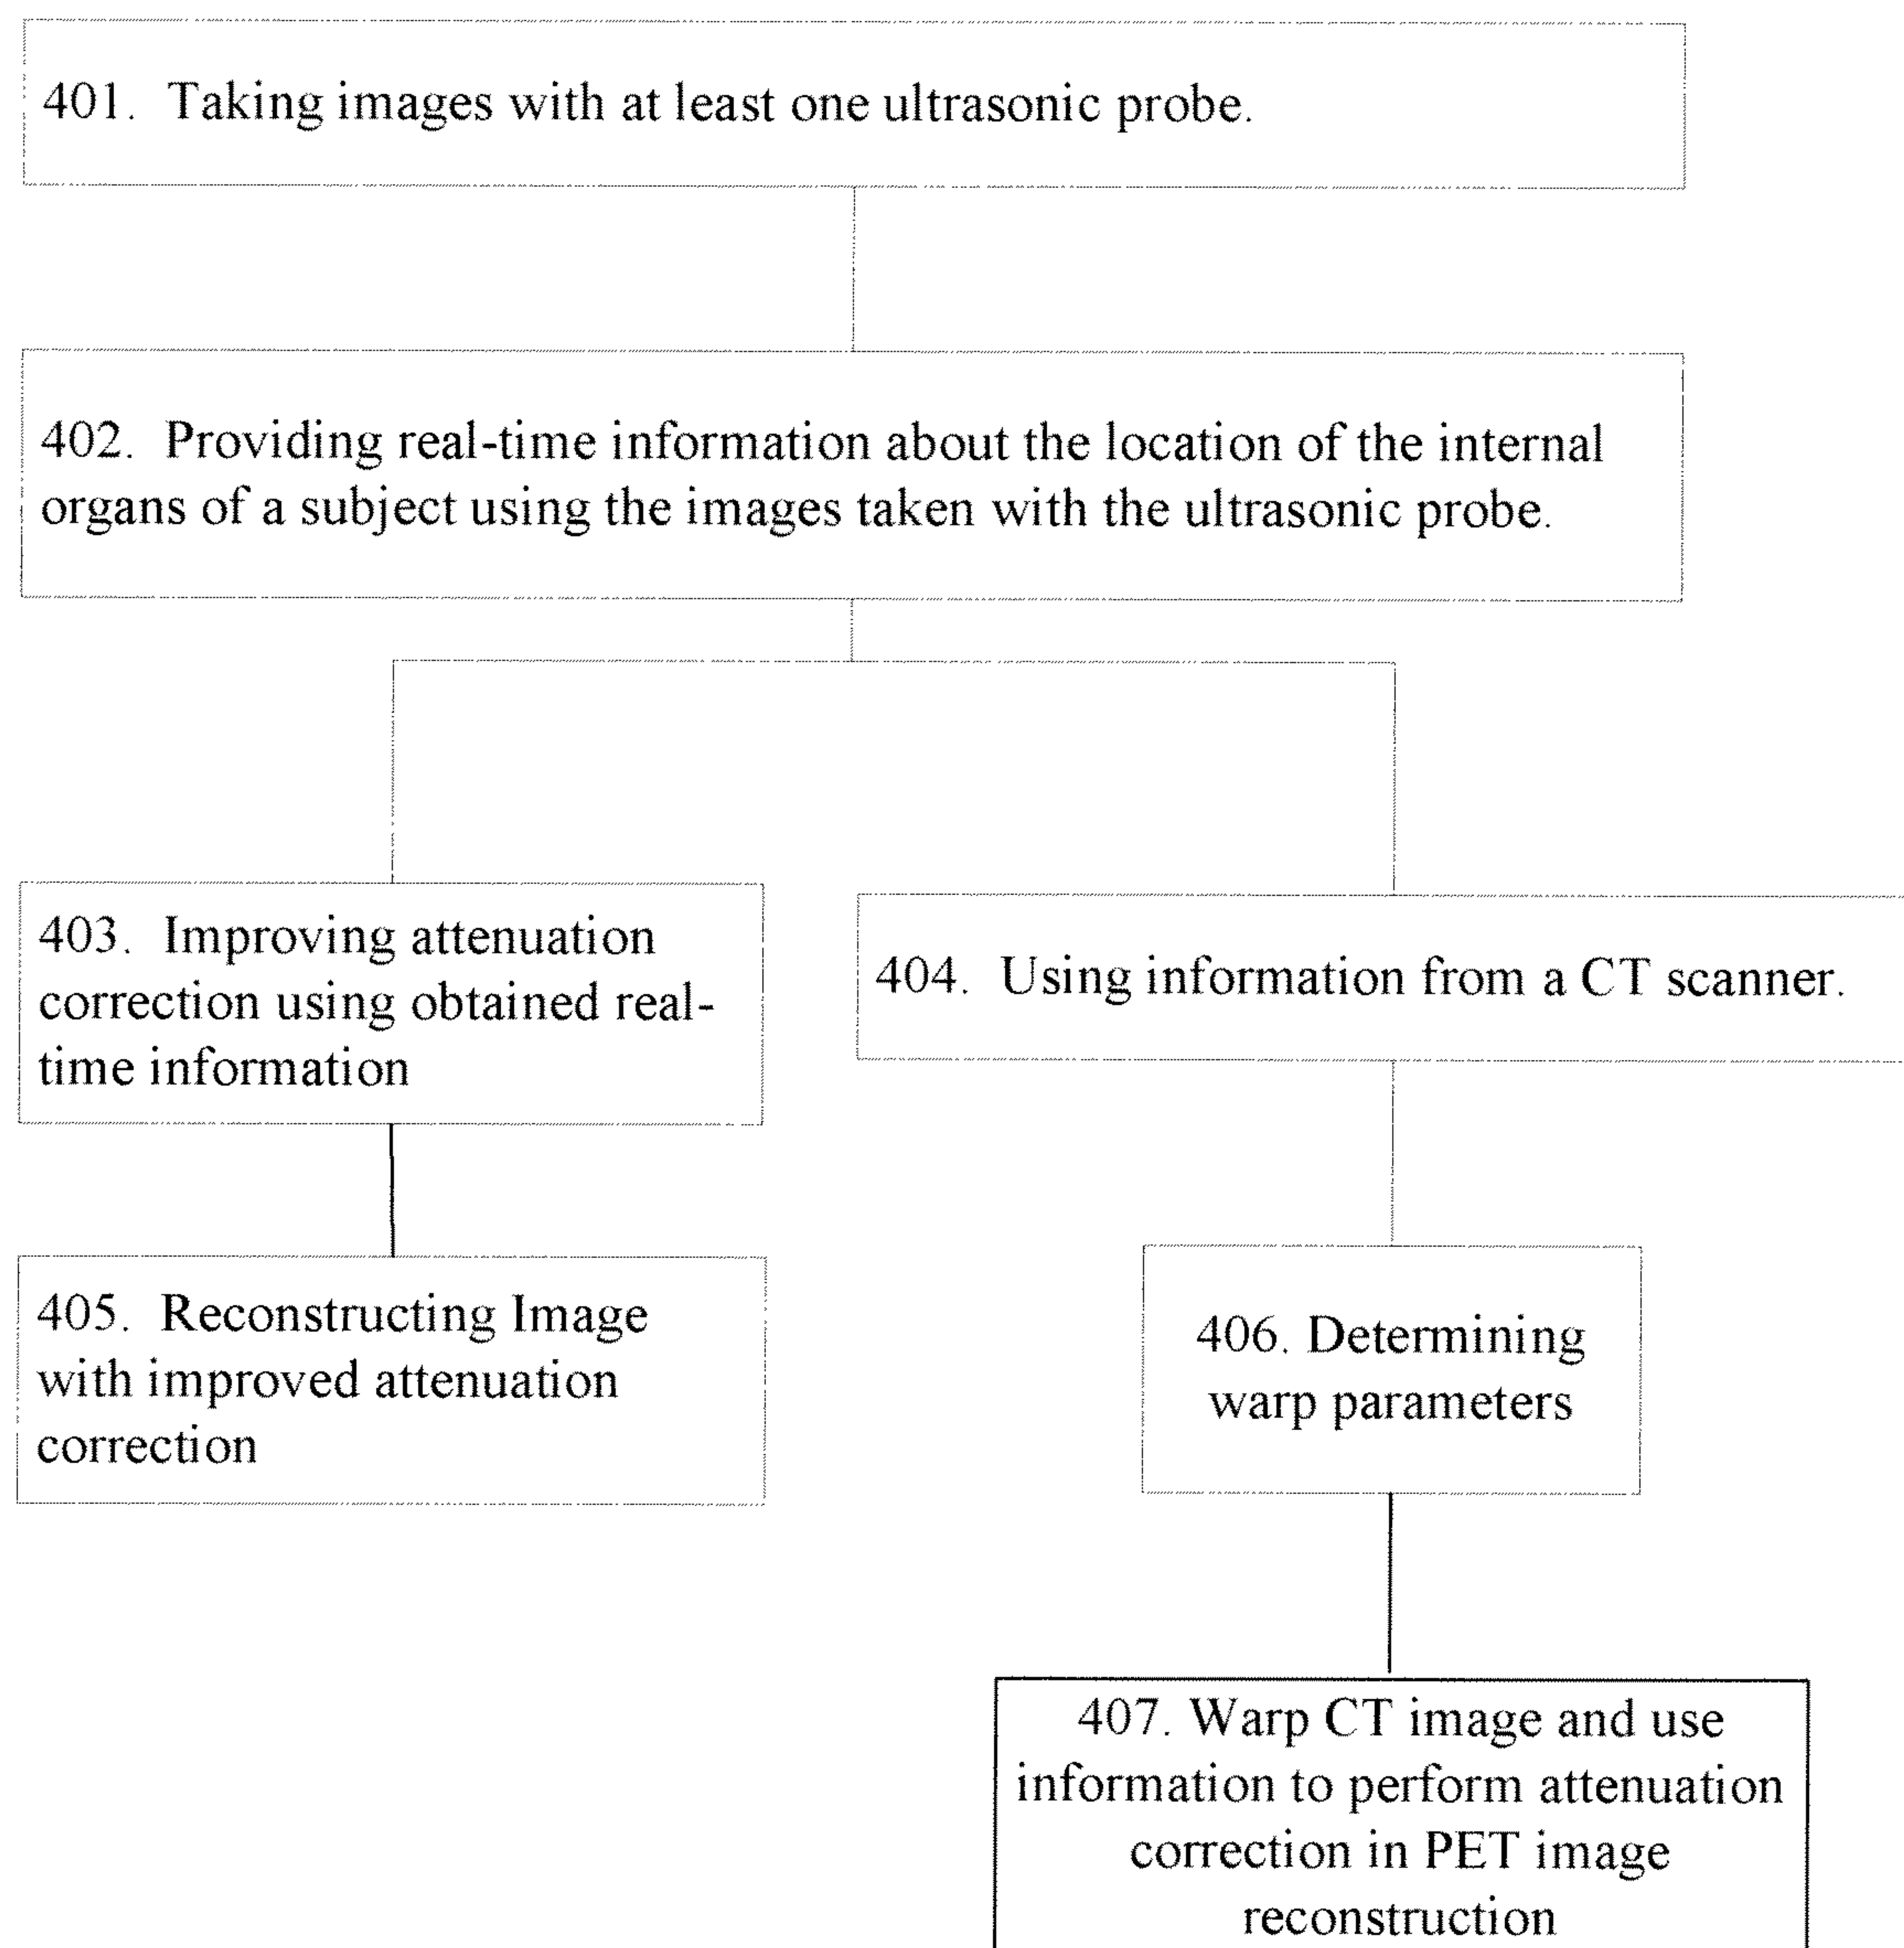 401. Taking images with at least one ultrasonic probe.
402. Providing real-time information about the location of the internal
organs of a subject using the images taken with the ultrasonic probe.
403. Improving attenuation
correction using obtained real-
time information
404. Using information from a CT scanner.
405. Reconstructing Image
with improved attenuation
correction
406. Determining
warp parameters
407. Warp CT image and use
information to perform attenuation
correction in PET image
reconstruction